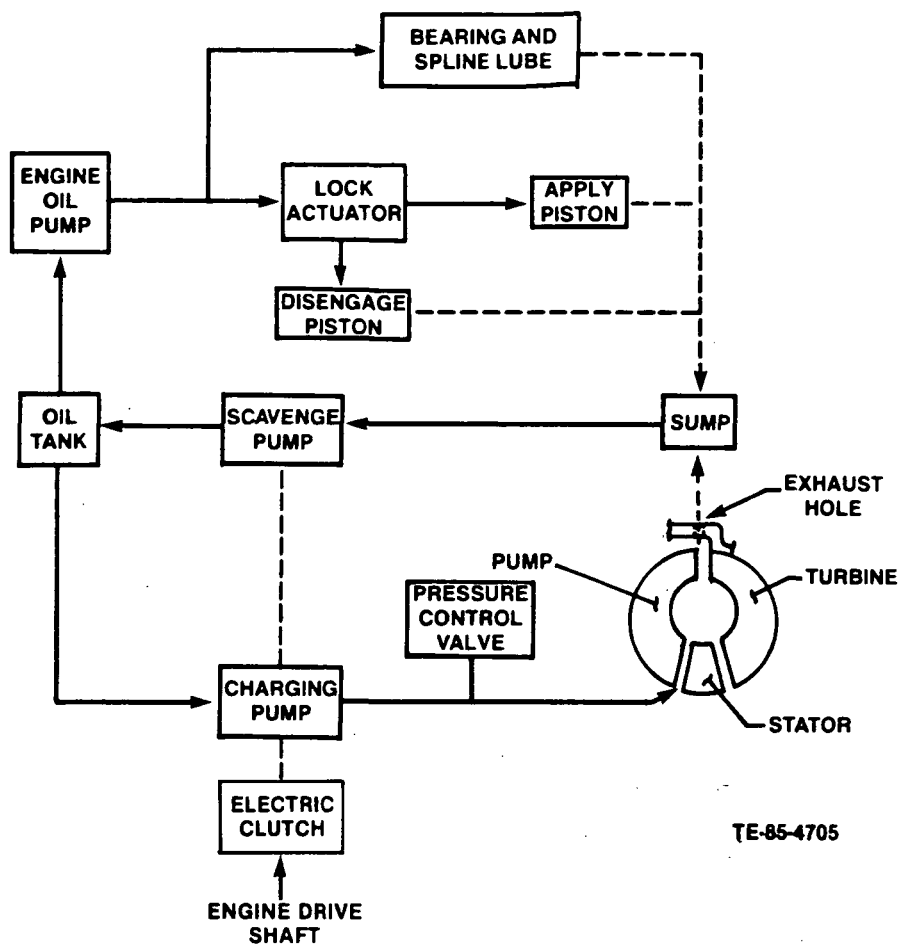 BEARING AND
SPLINE LUBE
ENGINE
OIL
PUMP
LOCK
ACTUATOR
APPLY
PISTON
DISENGAGE
PISTON
OIL
TANK
SCAVENGE
PUMP
SUMP
EXHAUST
HOLE
PUMP
TURBINE
PRESSURE
CONTROL
VALVE
CHARGING
PUMP
STATOR
ELECTRIC
CLUTCH
TE-85-4705
ENGINE DRIVE
SHAFT